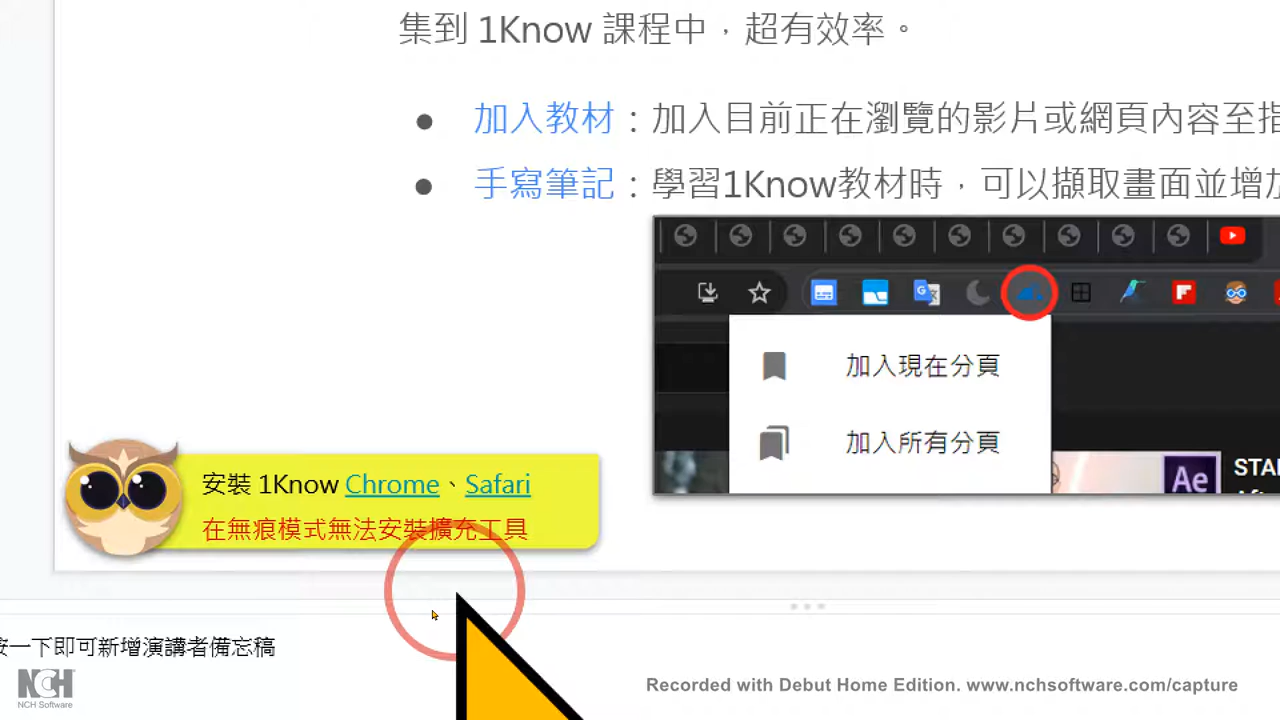 集到 1Know 課程中，超有效率。
● 加入教材：加入目前正在瀏覽的影片或網頁內容至指
● 手寫筆記：學習1Know教材時，可以擷取畫面並增加
加入現在分頁
加入所有分頁
Ae
STA
安裝 1Know Chrome、Safari
在無痕模式無法安裝擴充工具
按一下即可新增演講者備忘稿
NCH
NCH Software
Recorded with Debut Home Edition. www.nchsoftware.com/capture